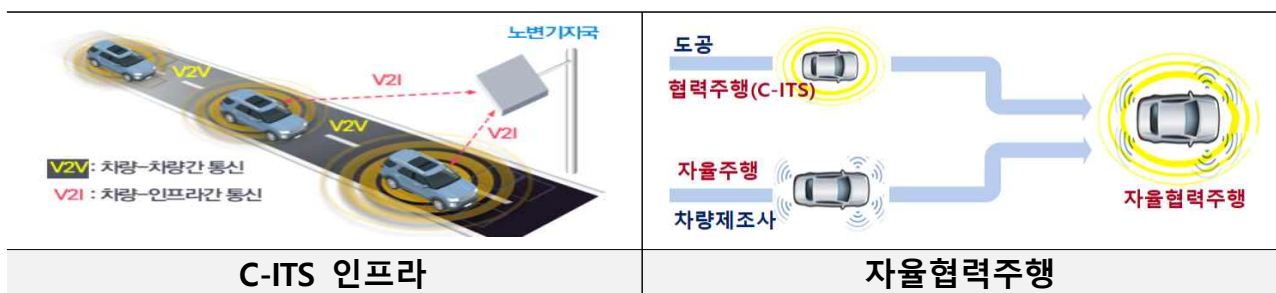 노변기지국
V2V
V2I
V2V
V2I
V2V : 차량-차량간 통신
V2I : 차량-인프라간 통신
도공
협력주행(C-ITS)
자율주행
차량제조사
자율협력주행
C-ITS 인프라
자율협력주행